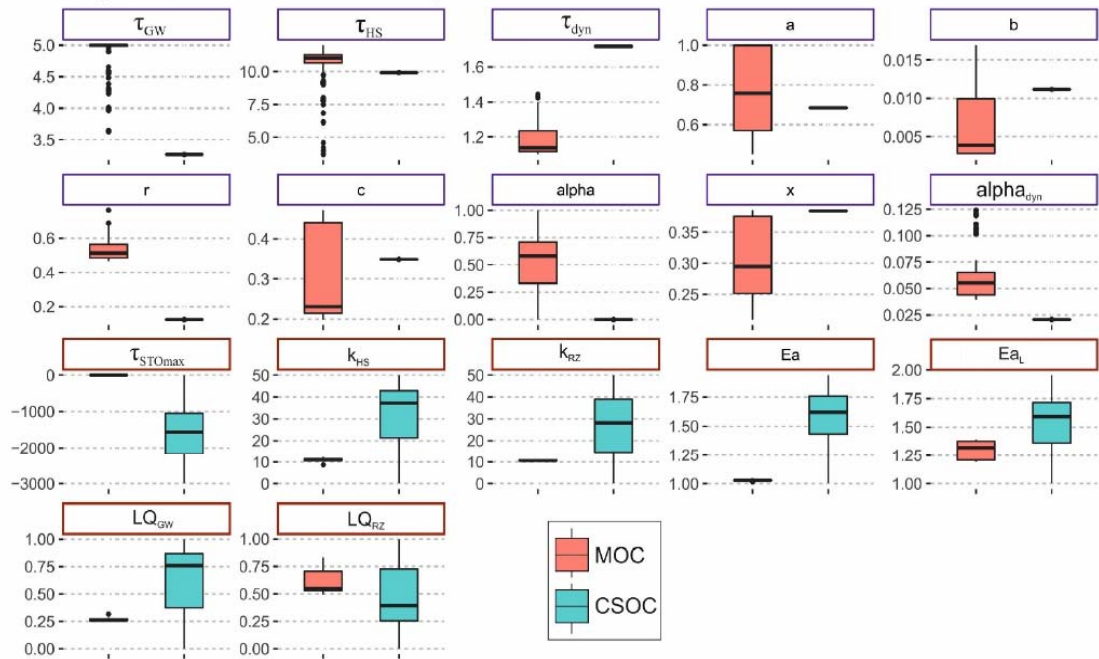 τGW τHS τdyn a b
5.0 4.5 4.0 3.5
10.0 7.5 5.0
1.6 1.4 1.2
1.0 0.8 0.6
0.015 0.010 0.005
r c alpha x alphadyn
0.6 0.4 0.2
0.4 0.3 0.2
1.00 0.75 0.50 0.25 0.00
0.35 0.30 0.25
0.125 0.100 0.075 0.050 0.025
τSTOmax kHS kRZ Ea EaL
0 −1000 −2000 −3000
50 40 30 20 10 0
50 40 30 20 10 0
1.75 1.50 1.25 1.00
2.00 1.75 1.50 1.25 1.00
LQGW LQRZ
1.00 0.75 0.50 0.25 0.00
1.00 0.75 0.50 0.25 0.00
MOC
CSOC